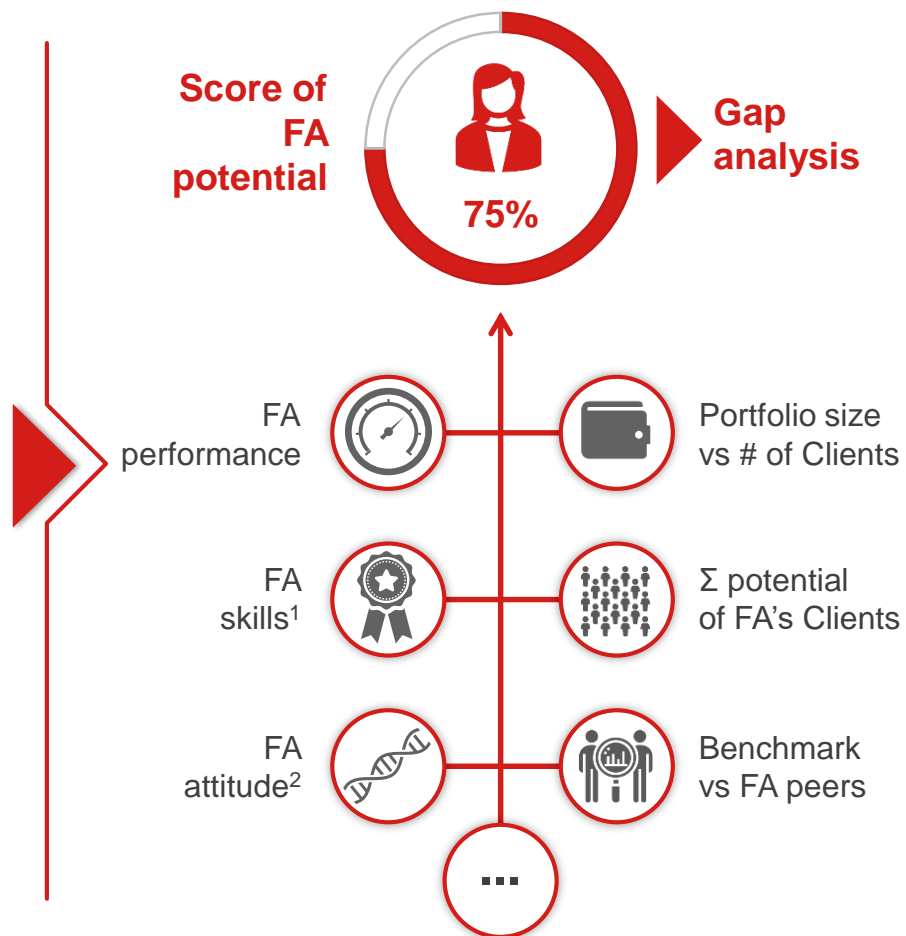 Score of
FA
potential
75%
Gap
analysis
FA
performance
Portfolio size
vs # of Clients
FA
skills¹
Σ potential
of FA's Clients
FA
attitude²
Benchmark
vs FA peers
...